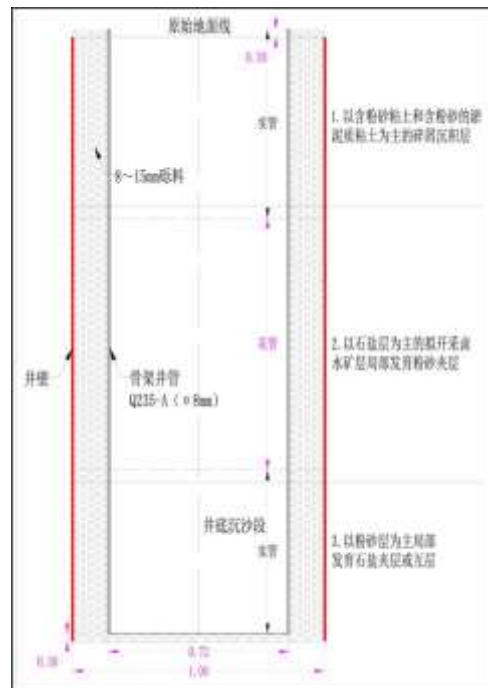 原始地面线
0.30
实管
1.以含粉砂粘土和含粉砂的淤
泥质粘土为主的碎屑沉积层
8～15mm砾料
花管
2.以石盐层为主的拟开采卤
水矿层局部发育粉砂夹层
井壁
骨架井管
Q235-A（δ8mm）
井底沉沙段
实管
3.以粉砂层为主局部
发育石盐夹层或互层
0.30
0.72
1.00